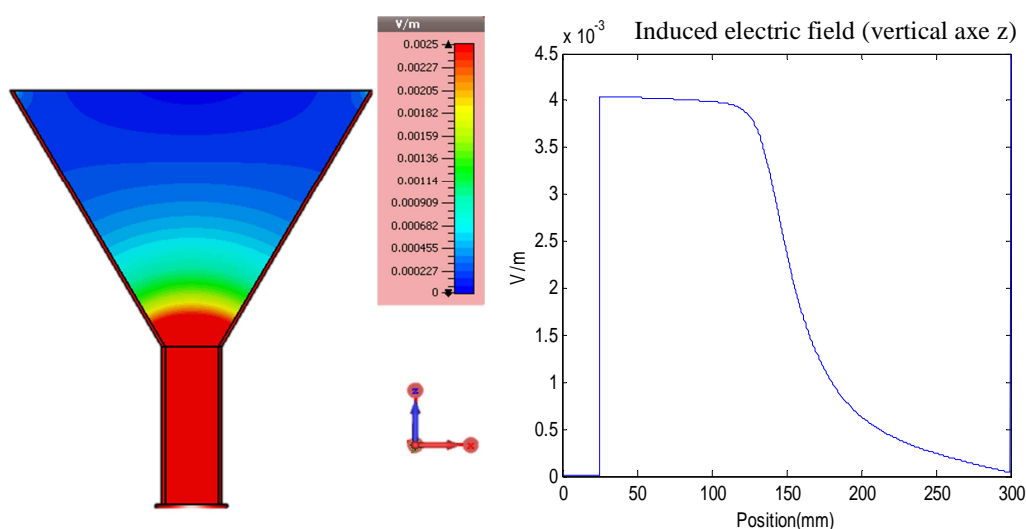 V/m
0.0025
0.00227
0.00205
0.00182
0.00159
0.00136
0.00114
0.000909
0.000682
0.000455
0.000227
0
z
x
Induced electric field (vertical axe z)
x 10^-3
4.5
4
3.5
3
2.5
4
1.5
1
0.5
0
V/m
0 50 100 150 200 250 300
Position(mm)